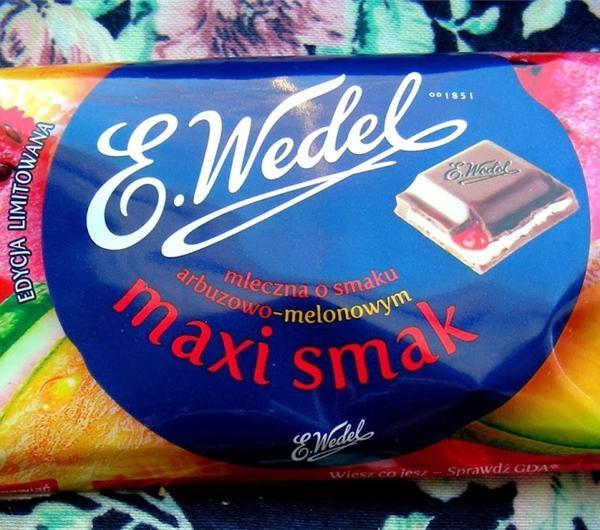 E. Wedel
OD 1851
EDYCJA LIMITOWANA
E. Wedel
mleczna o smaku
arbuzowo-melonowym
maxi smak
E. Wedel
Wiesz co jesz – Sprawdź GDA*